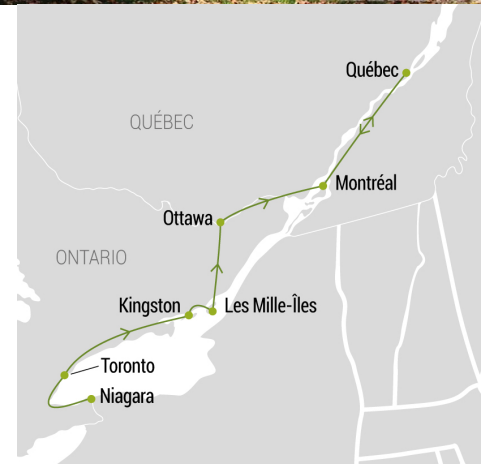 Québec
QUÉBEC
Montréal
Ottawa
ONTARIO
Kingston
Les Mille-Îles
Toronto
Niagara